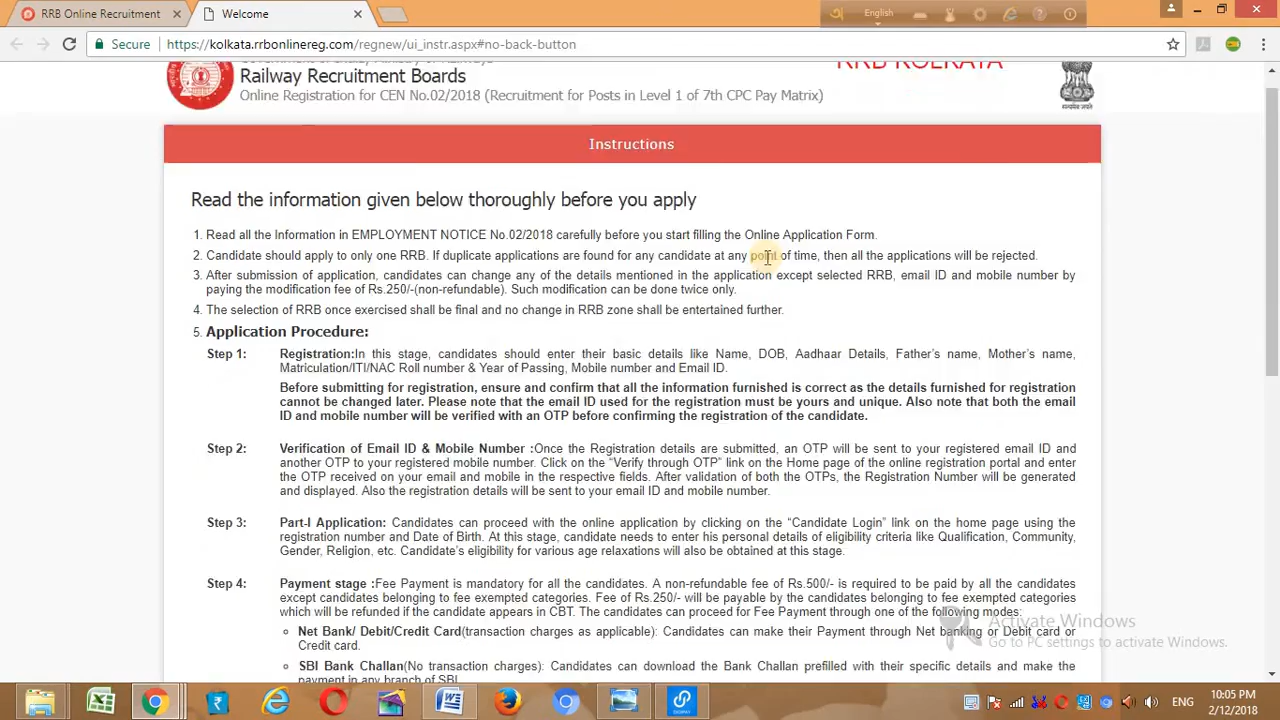 RRB Online Recruitment
Welcome
English
Secure
https://kolkata.rrbonlinereg.com/regnew/ui_instr.aspx#no-back-button
RRB KOLKATA
Railway Recruitment Boards
Online Registration for CEN No.02/2018 (Recruitment for Posts in Level 1 of 7th CPC Pay Matrix)
Instructions
Read the information given below thoroughly before you apply
1. Read all the Information in EMPLOYMENT NOTICE No.02/2018 carefully before you start filling the Online Application Form.
2. Candidate should apply to only one RRB. If duplicate applications are found for any candidate at any point of time, then all the applications will be rejected.
3. After submission of application, candidates can change any of the details mentioned in the application except selected RRB, email ID and mobile number by
paying the modification fee of Rs.250/-(non-refundable). Such modification can be done twice only.
4. The selection of RRB once exercised shall be final and no change in RRB zone shall be entertained further.
5. Application Procedure:
Step 1: Registration:In this stage, candidates should enter their basic details like Name, DOB, Aadhaar Details, Father's name, Mother's name,
Matriculation/ITI/NAC Roll number & Year of Passing, Mobile number and Email ID.
Before submitting for registration, ensure and confirm that all the information furnished is correct as the details furnished for registration
cannot be changed later. Please note that the email ID used for the registration must be yours and unique. Also note that both the email
ID and mobile number will be verified with an OTP before confirming the registration of the candidate.
Step 2: Verification of Email ID & Mobile Number :Once the Registration details are submitted, an OTP will be sent to your registered email ID and
another OTP to your registered mobile number. Click on the “Verify through OTP” link on the Home page of the online registration portal and enter
the OTP received on your email and mobile in the respective fields. After validation of both the OTPs, the Registration Number will be generated
and displayed. Also the registration details will be sent to your email ID and mobile number.
Step 3: Part-I Application: Candidates can proceed with the online application by clicking on the “Candidate Login” link on the home page using the
registration number and Date of Birth. At this stage, candidate needs to enter his personal details of eligibility criteria like Qualification, Community,
Gender, Religion, etc. Candidate's eligibility for various age relaxations will also be obtained at this stage.
Step 4: Payment stage :Fee Payment is mandatory for all the candidates. A non-refundable fee of Rs.500/- is required to be paid by all the candidates
except candidates belonging to fee exempted categories. Fee of Rs.250/- will be payable by the candidates belonging to fee exempted categories
which will be refunded if the candidate appears in CBT. The candidates can proceed for Fee Payment through one of the following modes:
Net Bank/ Debit/Credit Card(transaction charges as applicable): Candidates can make their Payment through Net banking or Debit card or
Credit card.
SBI Bank Challan(No transaction charges): Candidates can download the Bank Challan prefilled with their specific details and make the
payment in any branch of SBI.
Activate Windows
Go to PC settings to activate Windows.
ENG
10:05 PM
2/12/2018